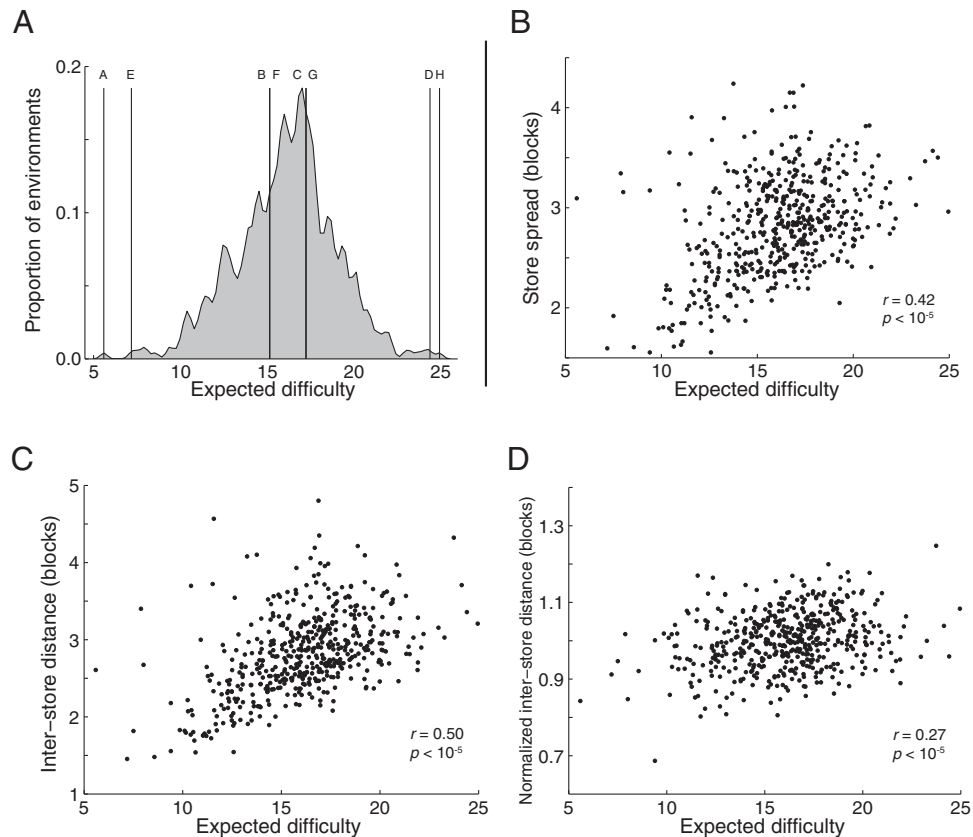 A
A E B F C G D H
0.2
0.1
0.0
Proportion of environments
5 10 15 20 25
Expected difficulty
B
4
3
2
Store spread (blocks)
r = 0.42
p < 10-5
5 10 15 20 25
Expected difficulty
C
5
4
3
2
1
Inter−store distance (blocks)
r = 0.50
p < 10-5
5 10 15 20 25
Expected difficulty
D
1.3
1.1
0.9
0.7
Normalized inter−store distance (blocks)
r = 0.27
p < 10-5
5 10 15 20 25
Expected difficulty